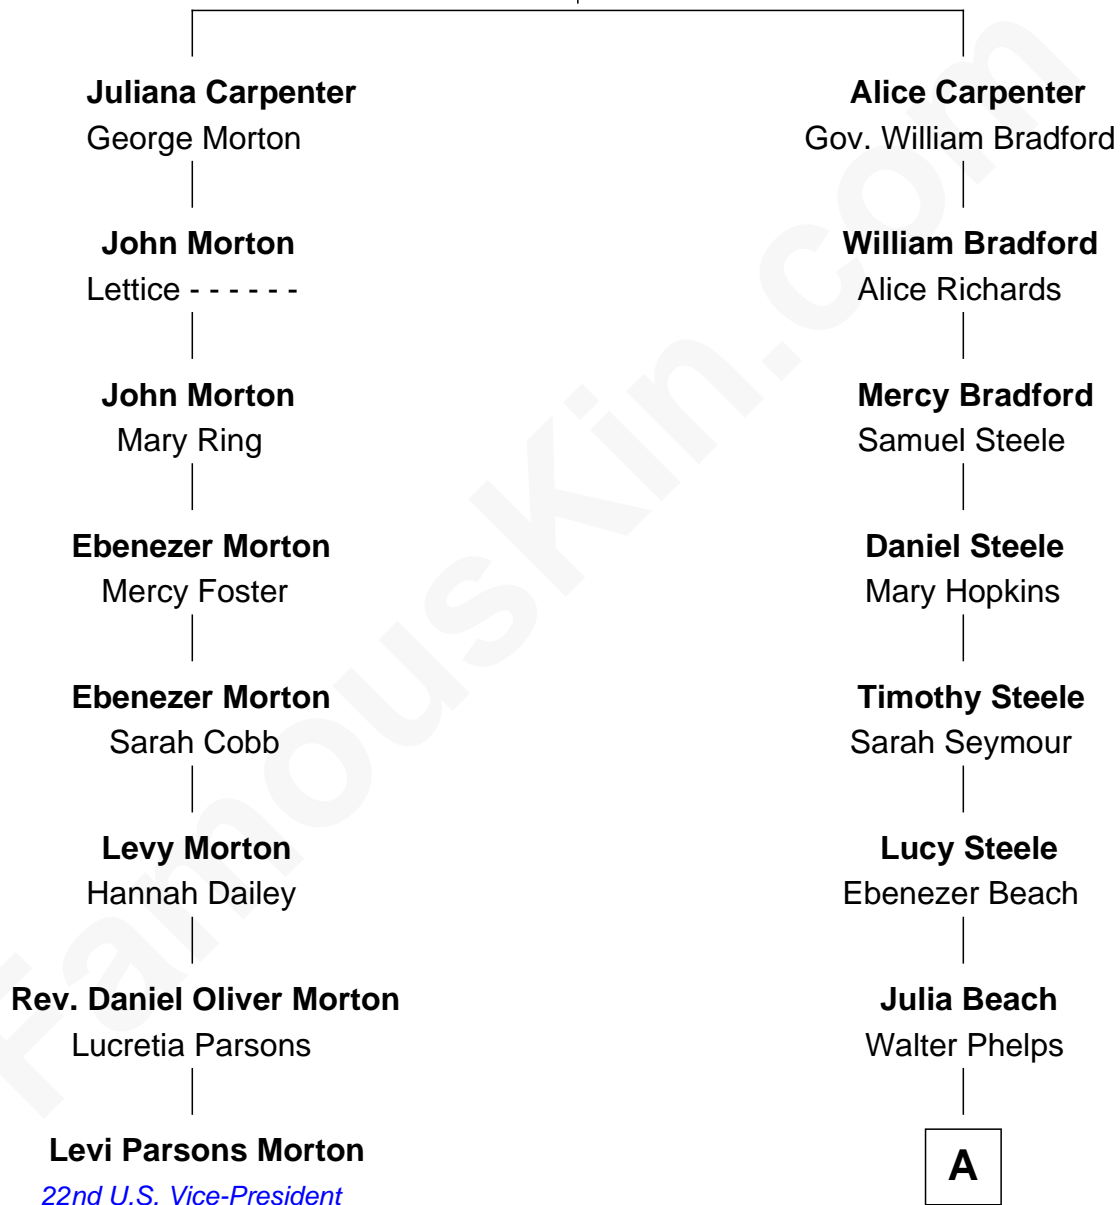 Juliana Carpenter
George Morton
Alice Carpenter
Gov. William Bradford
John Morton
Lettice - - - - - -
William Bradford
Alice Richards
John Morton
Mary Ring
Mercy Bradford
Samuel Steele
Ebenezer Morton
Mercy Foster
Daniel Steele
Mary Hopkins
Ebenezer Morton
Sarah Cobb
Timothy Steele
Sarah Seymour
Levy Morton
Hannah Dailey
Lucy Steele
Ebenezer Beach
Rev. Daniel Oliver Morton
Lucretia Parsons
Julia Beach
Walter Phelps
Levi Parsons Morton
22nd U.S. Vice-President
A
FamousKin.com